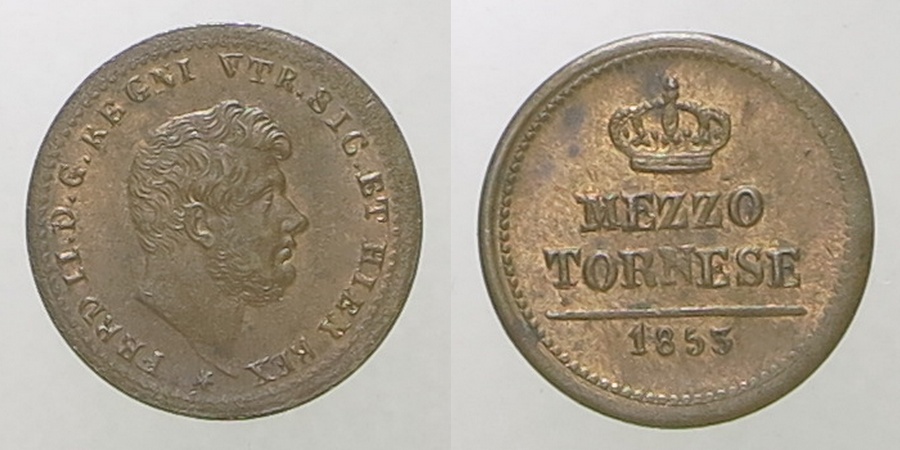 FERD II.D.G.REGNI VTR.SIC.ET HIER REX
MEZZO
TORNESE
1853